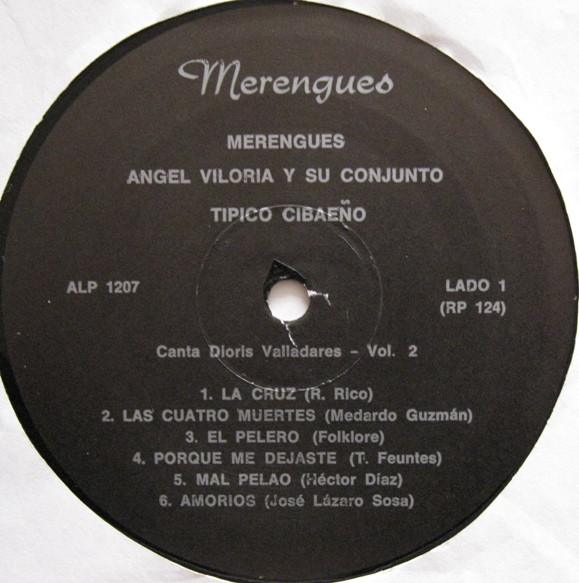 Merengues
MERENGUES
ANGEL VILORIA Y SU CONJUNTO
TIPICO CIBAEÑO
ALP 1207
LADO 1
(RP 124)
Canta Dioris Valladares - Vol. 2
1. LA CRUZ (R. Rico)
2. LAS CUATRO MUERTES (Medardo Guzmán)
3. EL PELERO (Folklore)
4. PORQUE ME DEJASTE (T. Feuntes)
5. MAL PELAO (Héctor Díaz)
6. AMORIOS (José Lázaro Sosa)